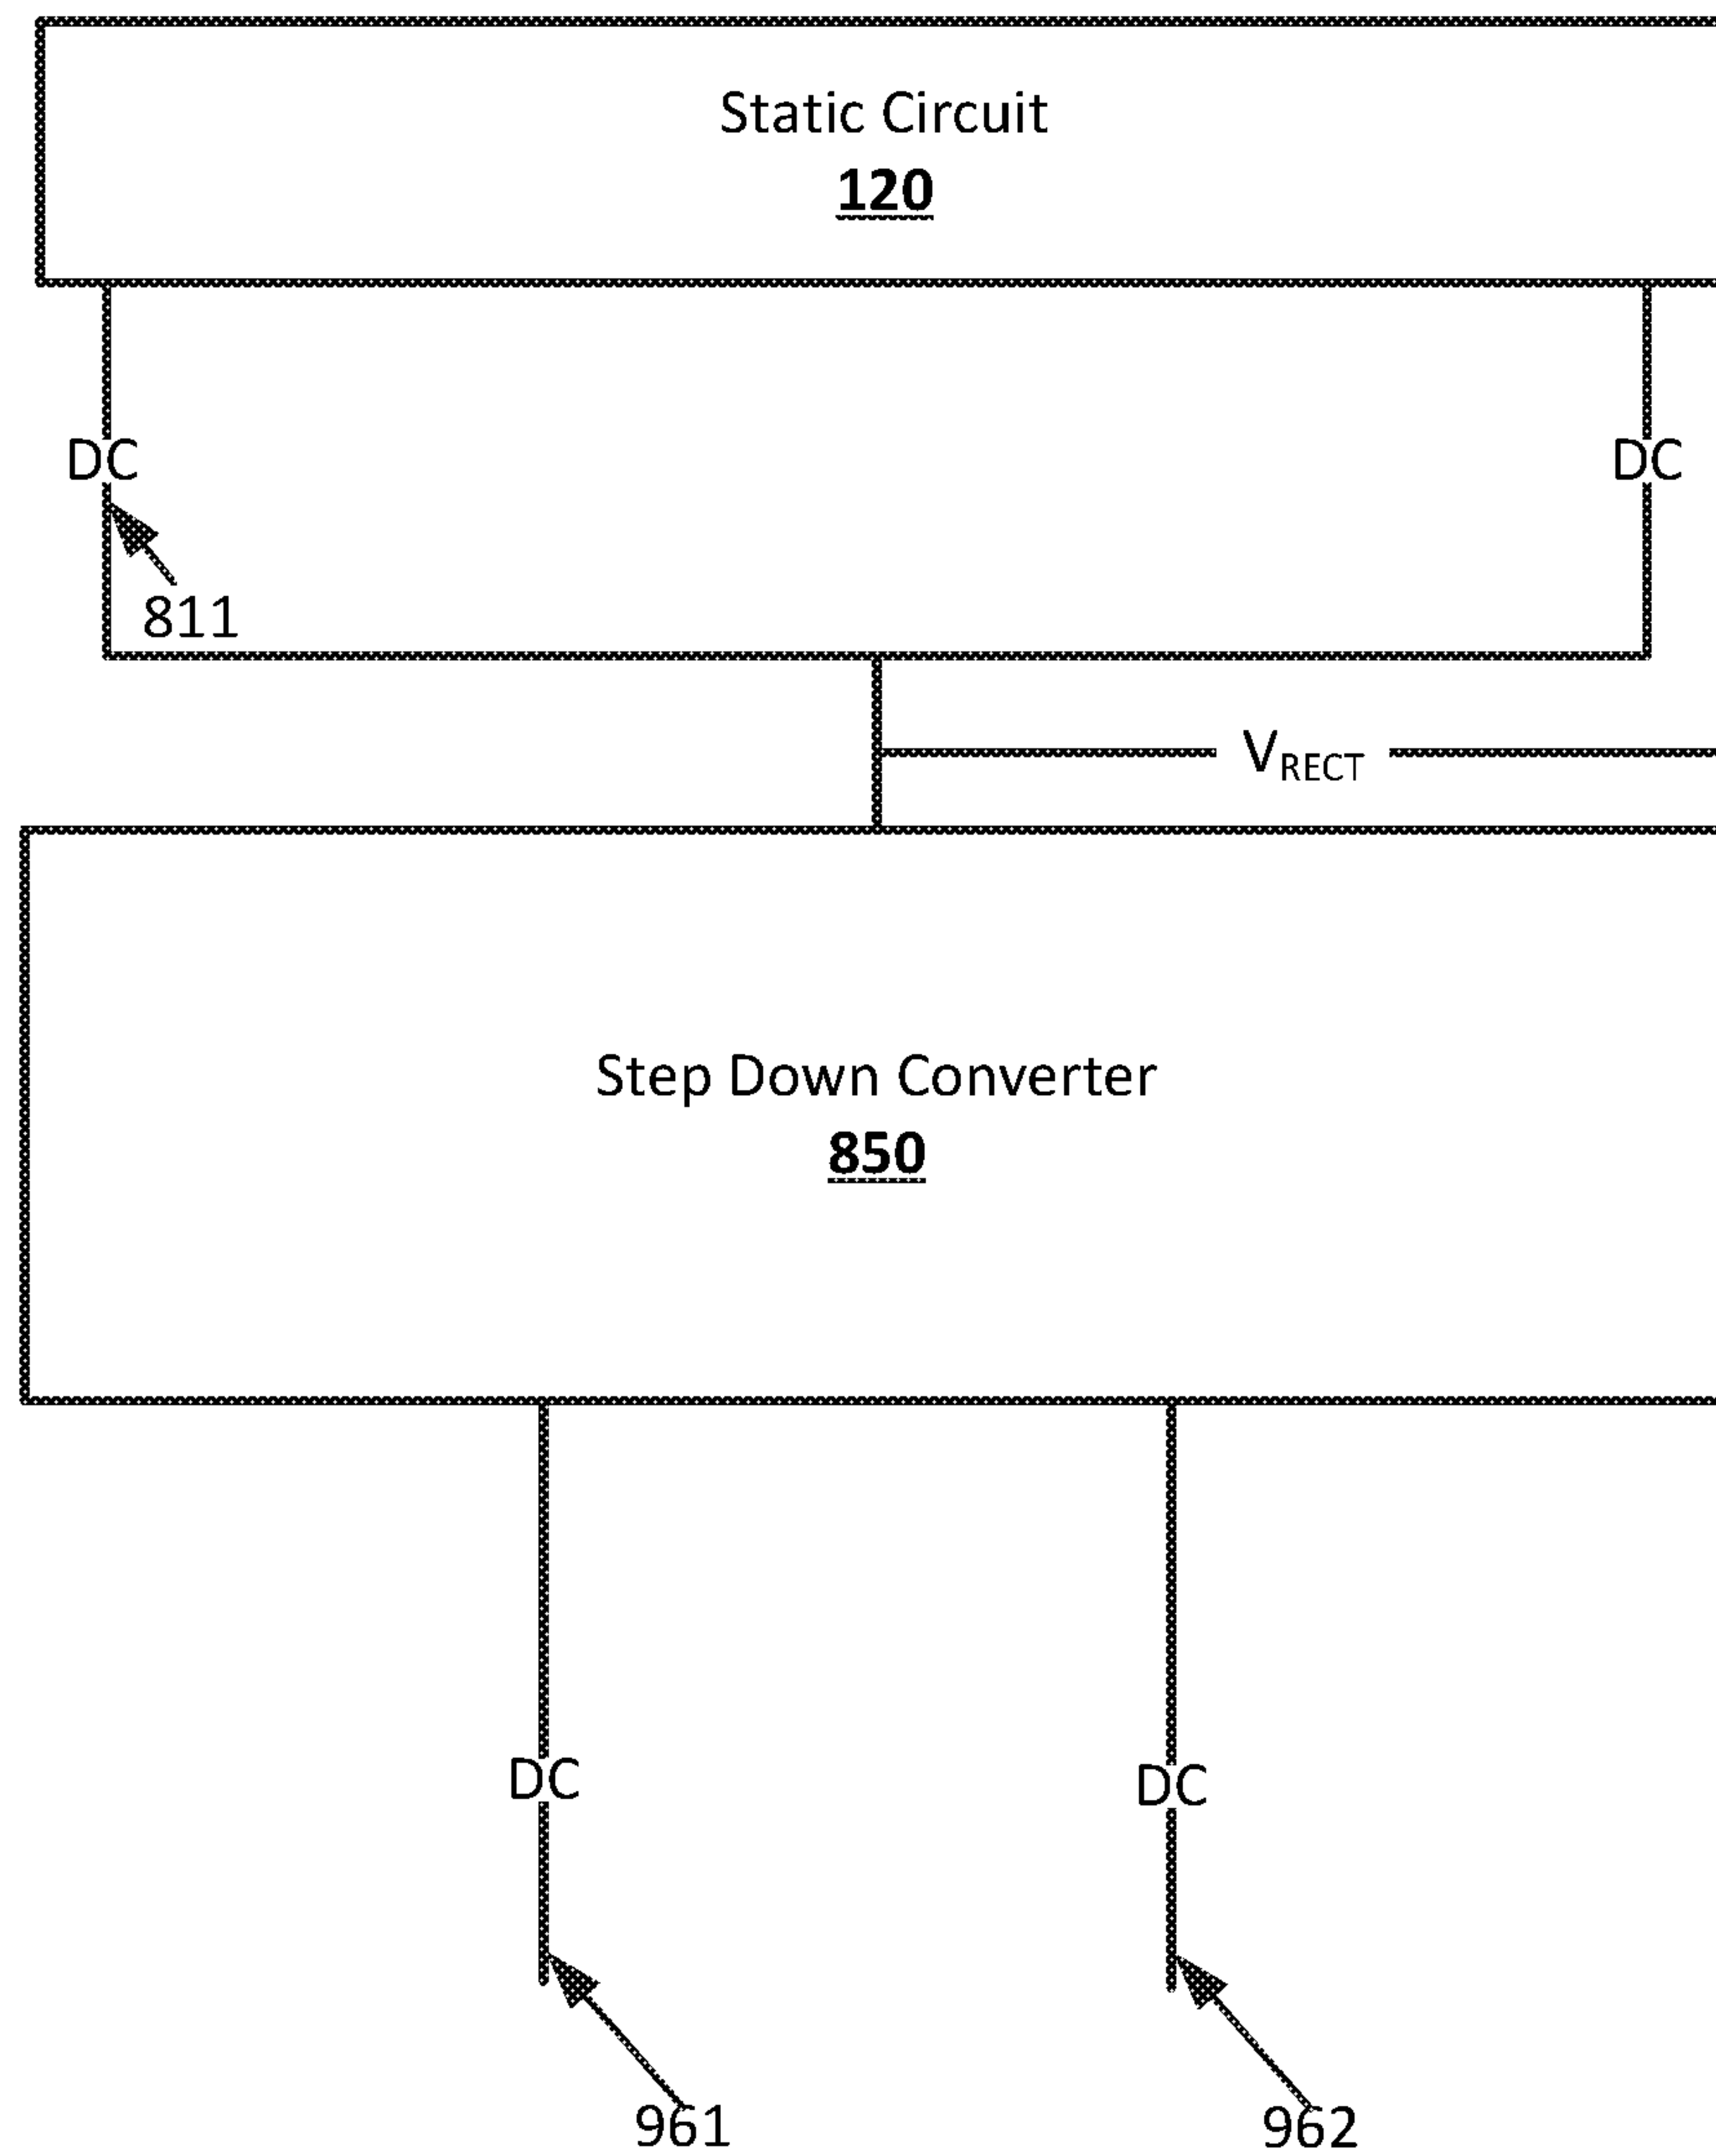 Static Circuit
120
DC
DC
811
VRECT
Step Down Converter
850
DC
DC
961
962